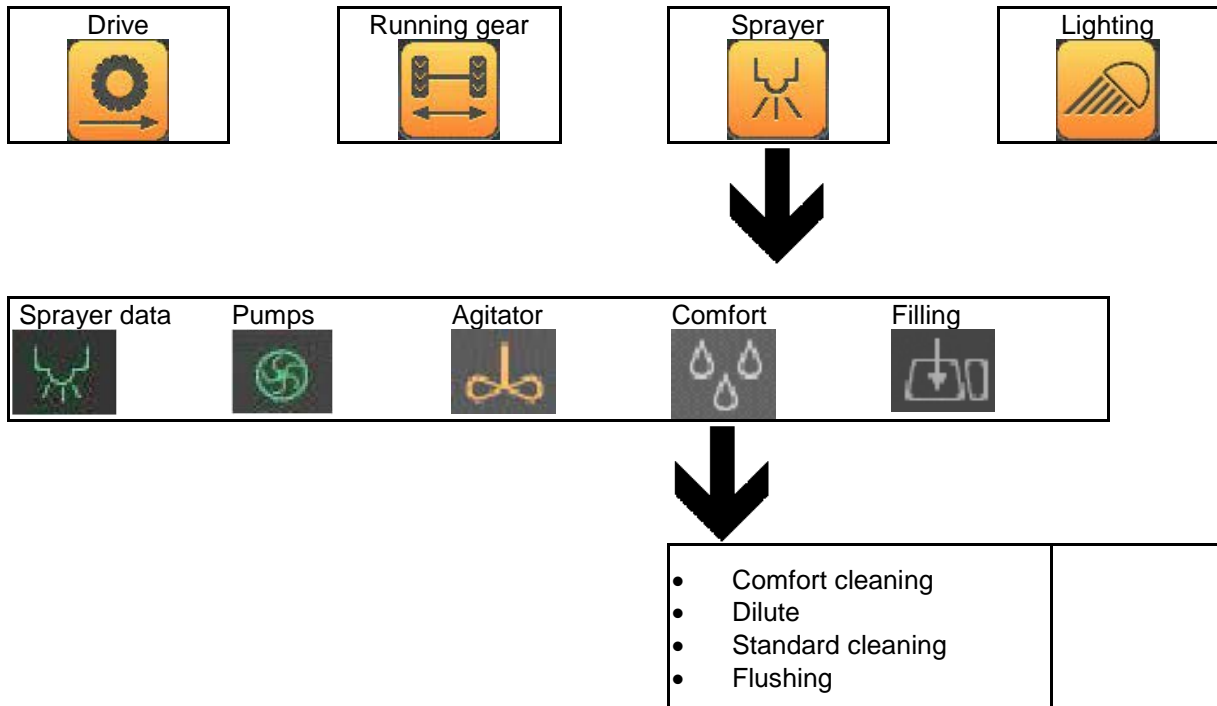 Drive Running gear Sprayer Lighting
Sprayer data Pumps Agitator Comfort Filling
• Comfort cleaning
• Dilute
• Standard cleaning
• Flushing